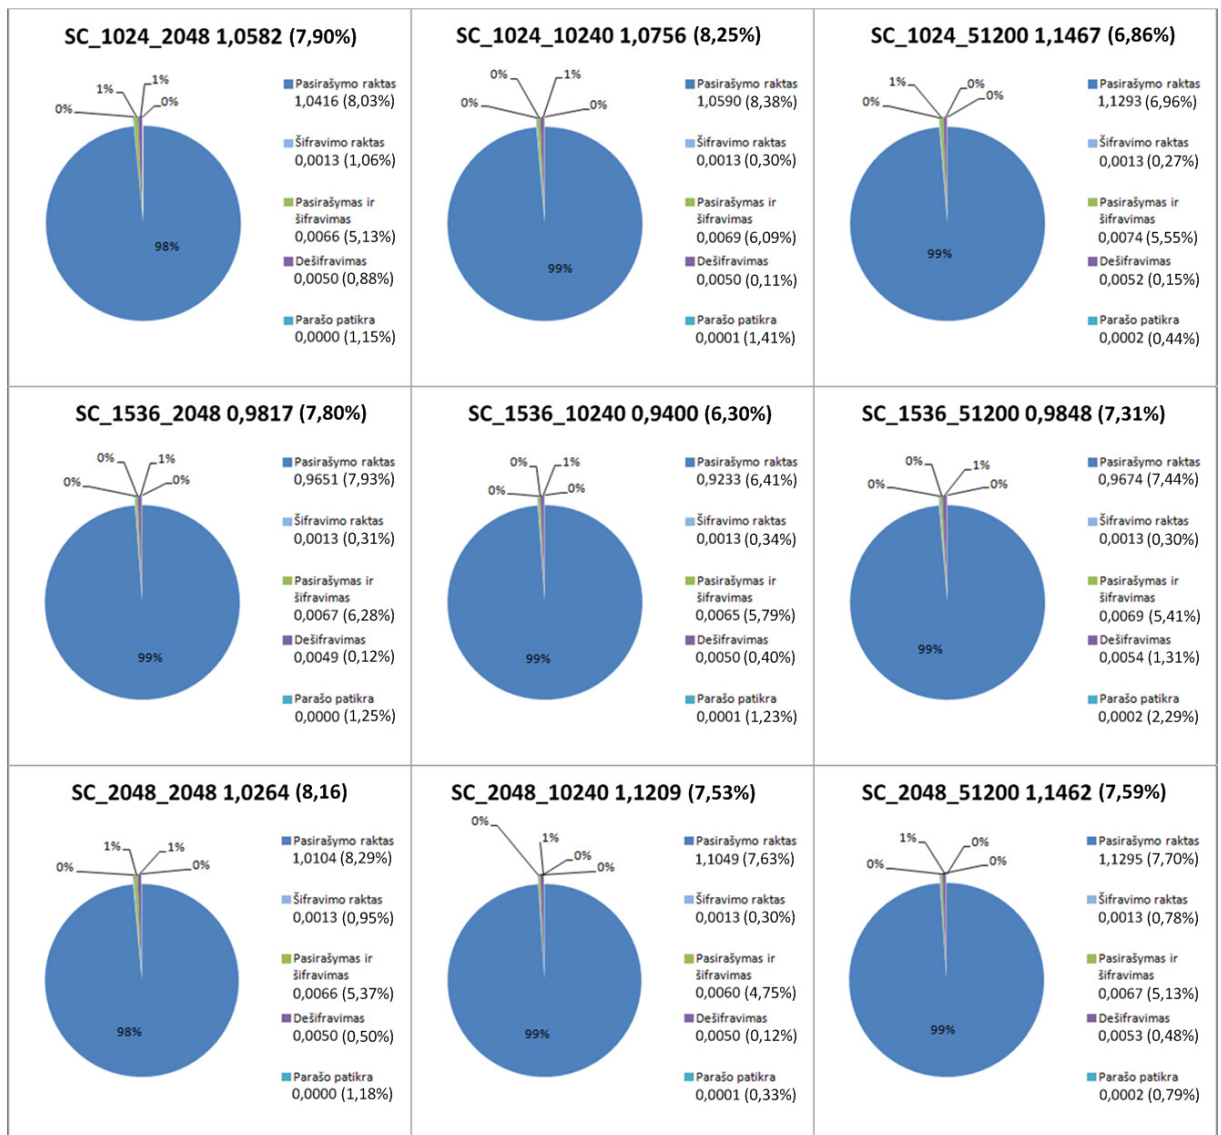 SC_1024_2048 1,0582 (7,90%)
1%
1%
0%
0%
98%
Pasirašymo raktas
1,0416 (8,03%)
Šifravimo raktas
0,0013 (1,06%)
Pasirašymas ir
šifravimas
0,0066 (5,13%)
Dešifravimas
0,0050 (0,88%)
Parašo patikra
0,0000 (1,15%)
SC_1024_10240 1,0756 (8,25%)
0%
1%
0%
0%
99%
Pasirašymo raktas
1,0590 (8,38%)
Šifravimo raktas
0,0013 (0,30%)
Pasirašymas ir
šifravimas
0,0069 (6,09%)
Dešifravimas
0,0050 (0,11%)
Parašo patikra
0,0001 (1,41%)
SC_1024_51200 1,1467 (6,86%)
1%
0%
0%
0%
99%
Pasirašymo raktas
1,1293 (6,96%)
Šifravimo raktas
0,0013 (0,27%)
Pasirašymas ir
šifravimas
0,0074 (5,55%)
Dešifravimas
0,0052 (0,15%)
Parašo patikra
0,0002 (0,44%)
SC_1536_2048 0,9817 (7,80%)
0%
1%
0%
0%
99%
Pasirašymo raktas
0,9651 (7,93%)
Šifravimo raktas
0,0013 (0,31%)
Pasirašymas ir
šifravimas
0,0067 (6,28%)
Dešifravimas
0,0049 (0,12%)
Parašo patikra
0,0000 (1,25%)
SC_1536_10240 0,9400 (6,30%)
0%
1%
0%
0%
99%
Pasirašymo raktas
0,9233 (6,41%)
Šifravimo raktas
0,0013 (0,34%)
Pasirašymas ir
šifravimas
0,0065 (5,79%)
Dešifravimas
0,0050 (0,40%)
Parašo patikra
0,0001 (1,23%)
SC_1536_51200 0,9848 (7,31%)
0%
1%
0%
0%
99%
Pasirašymo raktas
0,9674 (7,44%)
Šifravimo raktas
0,0013 (0,30%)
Pasirašymas ir
šifravimas
0,0069 (5,41%)
Dešifravimas
0,0054 (1,31%)
Parašo patikra
0,0002 (2,29%)
SC_2048_2048 1,0264 (8,16)
1%
1%
0%
0%
98%
Pasirašymo raktas
1,0104 (8,29%)
Šifravimo raktas
0,0013 (0,95%)
Pasirašymas ir
šifravimas
0,0066 (5,37%)
Dešifravimas
0,0050 (0,50%)
Parašo patikra
0,0000 (1,18%)
SC_2048_10240 1,1209 (7,53%)
0%
1%
0%
0%
99%
Pasirašymo raktas
1,1049 (7,63%)
Šifravimo raktas
0,0013 (0,30%)
Pasirašymas ir
šifravimas
0,0060 (4,75%)
Dešifravimas
0,0050 (0,12%)
Parašo patikra
0,0001 (0,33%)
SC_2048_51200 1,1462 (7,59%)
1%
0%
0%
0%
99%
Pasirašymo raktas
1,1295 (7,70%)
Šifravimo raktas
0,0013 (0,78%)
Pasirašymas ir
šifravimas
0,0067 (5,13%)
Dešifravimas
0,0053 (0,48%)
Parašo patikra
0,0002 (0,79%)